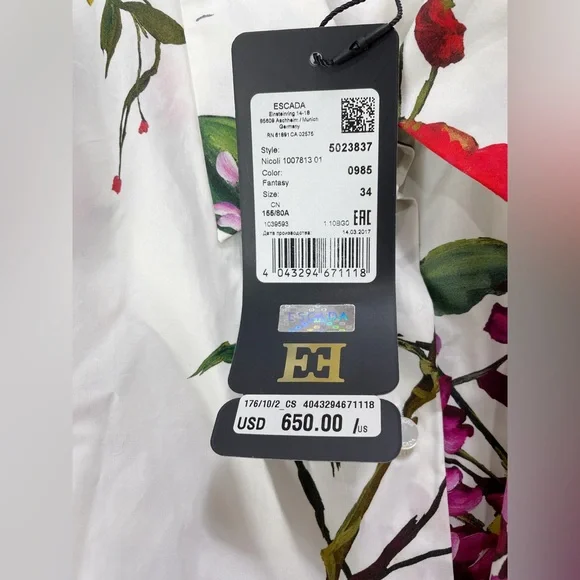 ESCADA
Einsteinring 14-18
85609 Aschheim / Munich
Germany
RN 81891 CA 02575
Style: 5023837
Nicoli 1007813 01
Color: 0985
Fantasy
Size: 34
CN
155/80A
1039593 1 10BG0 EAC
Дата производства: 14.03.2017
4 043294 671118
ESCADA
176/10/2_CS 4043294671118
USD 650.00 /US